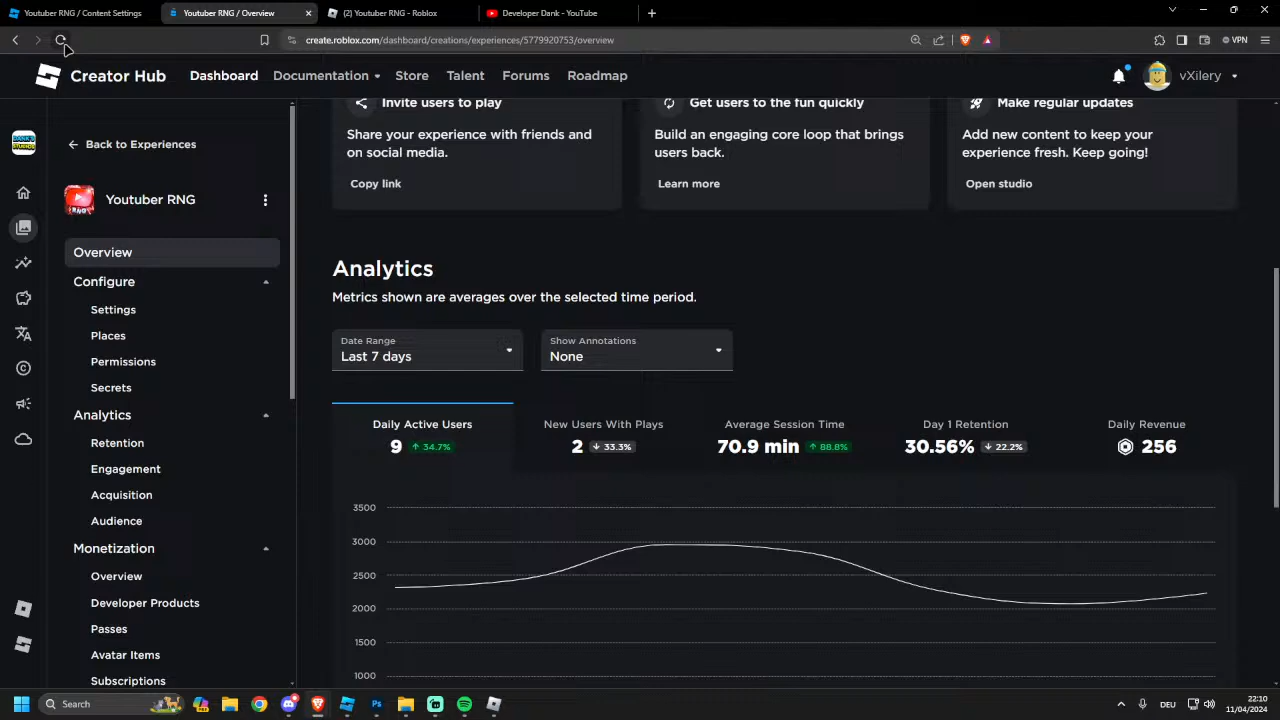 Youtuber RNG / Content Settings
Youtuber RNG / Overview
(2) Youtuber RNG - Roblox
Developer Dank - YouTube
create.roblox.com/dashboard/creations/experiences/5779920753/overview
VPN
Creator Hub
Dashboard
Documentation
Store
Talent
Forums
Roadmap
vXilery
Back to Experiences
Youtuber RNG
Overview
Configure
Settings
Places
Permissions
Secrets
Analytics
Retention
Engagement
Acquisition
Audience
Monetization
Overview
Developer Products
Passes
Avatar Items
Subscriptions
Invite users to play
Share your experience with friends and
on social media.
Copy link
Get users to the fun quickly
Build an engaging core loop that brings
users back.
Learn more
Make regular updates
Add new content to keep your
experience fresh. Keep going!
Open studio
Analytics
Metrics shown are averages over the selected time period.
Date Range
Last 7 days
Show Annotations
None
Daily Active Users
9 34.7%
New Users With Plays
2 33.3%
Average Session Time
70.9 min 88.8%
Day 1 Retention
30.56% 22.2%
Daily Revenue
256
3500
3000
2500
2000
1500
1000
Search
DEU
22:10
11/04/2024